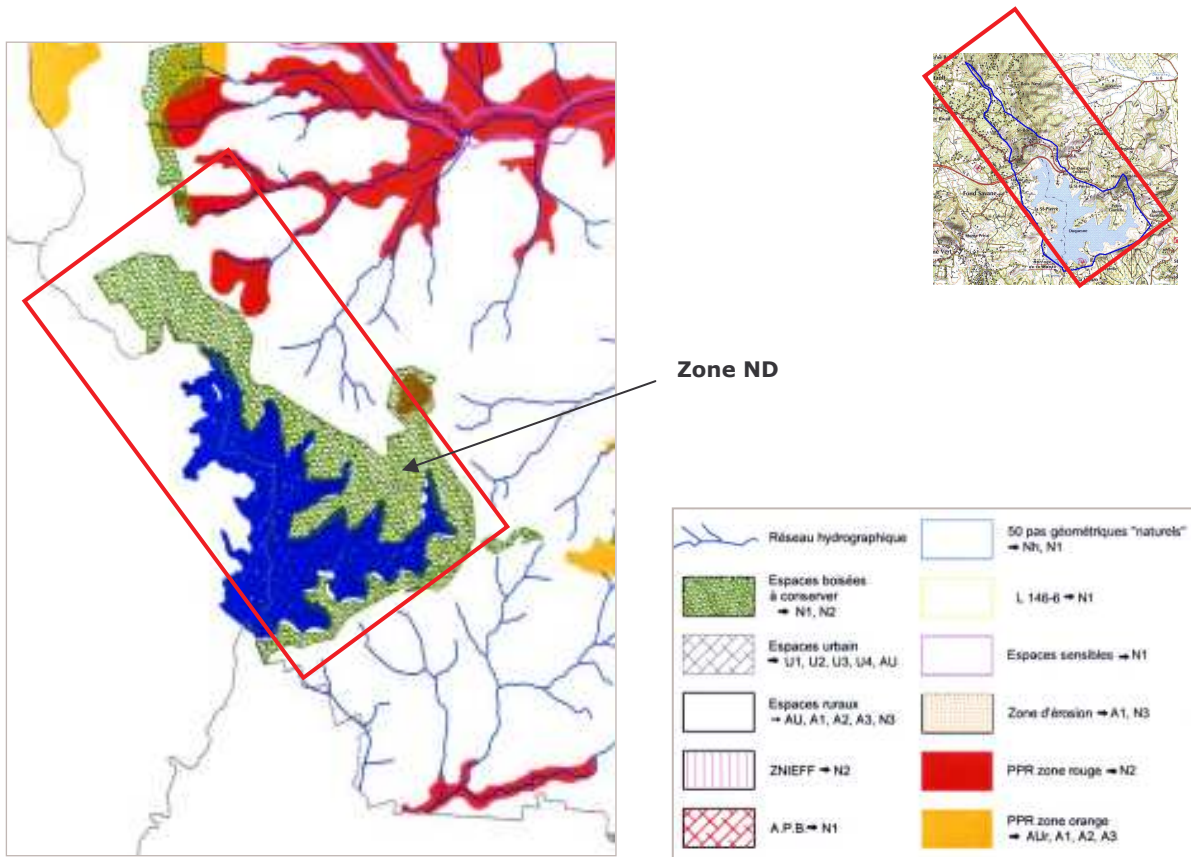 Zone ND
Fond Savane
Réseau hydrographique
Espaces boisées
à conserver
➔ N1, N2
Espaces urbain
➔ U1, U2, U3, U4, AU
Espaces ruraux
➔ AU, A1, A2, A3, N3
ZNIEFF ➔ N2
A.P.B.➔ N1
50 pas géométriques "naturels"
➔ Nh, N1
L 146-6 ➔ N1
Espaces sensibles ➔N1
Zone d'érosion ➔ A1, N3
PPR zone rouge ➔ N2
PPR zone orange
➔ AUr, A1, A2, A3